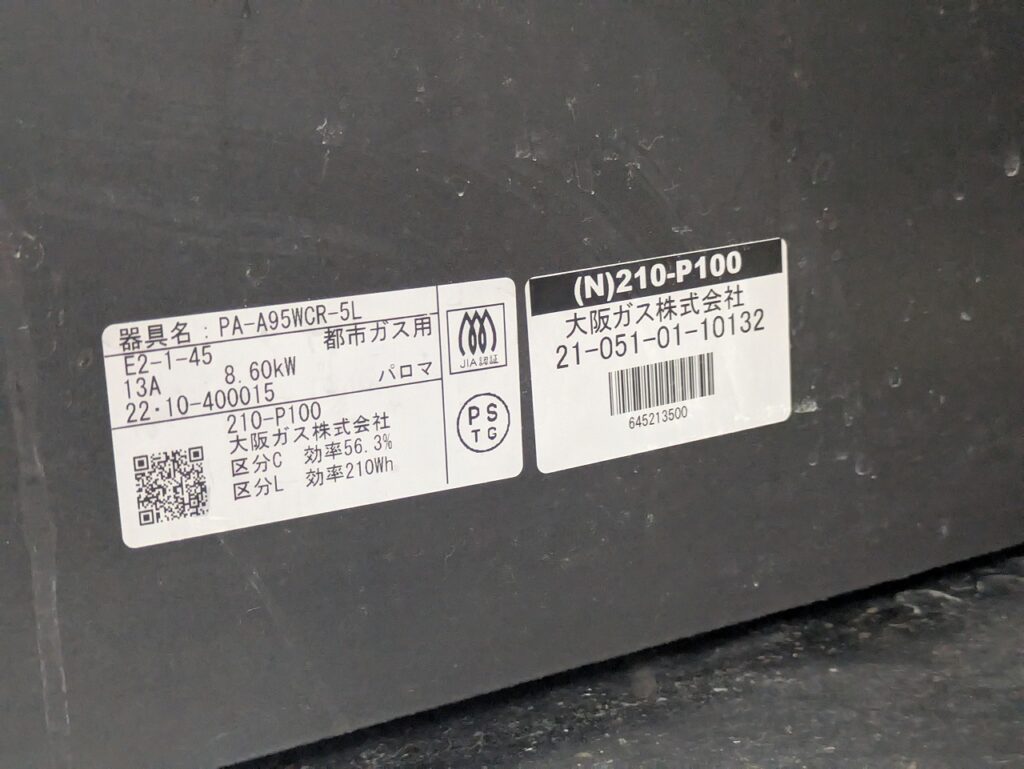 器具名：PA-A95WCR-5L
都市ガス用
E2-1-45
13A 8.60kW
パロマ
22・10-400015
210-P100
大阪ガス株式会社
区分C 効率56.3%
区分L 効率210Wh
JIA認証
PS
TG
(N)210-P100
大阪ガス株式会社
21-051-01-10132
645213500